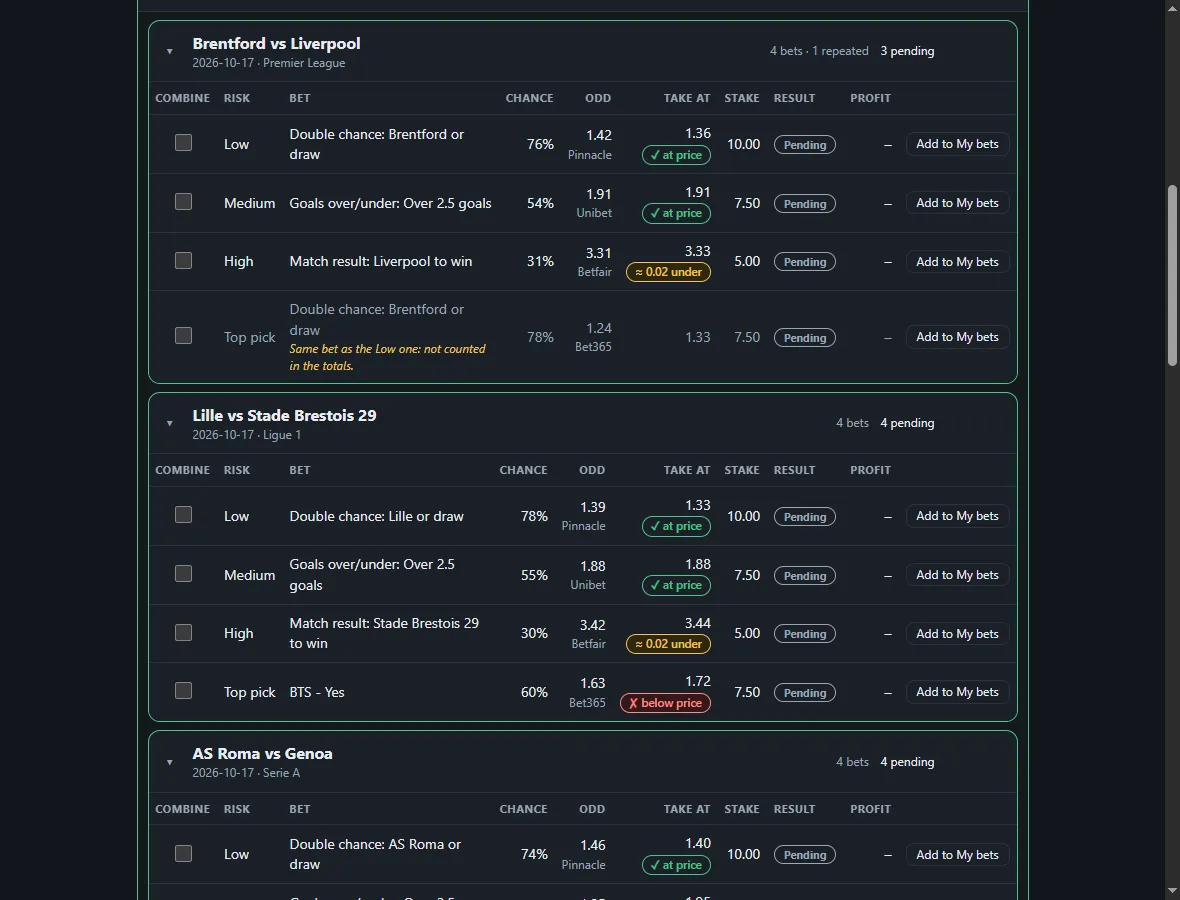 Brentford vs Liverpool
2026-10-17 · Premier League
4 bets · 1 repeated 3 pending
COMBINE RISK BET CHANCE ODD TAKE AT STAKE RESULT PROFIT
Low Double chance: Brentford or draw 76% 1.42 Pinnacle 1.36 ✓ at price 10.00 Pending – Add to My bets
Medium Goals over/under: Over 2.5 goals 54% 1.91 Unibet 1.91 ✓ at price 7.50 Pending – Add to My bets
High Match result: Liverpool to win 31% 3.31 Betfair 3.33 ≈ 0.02 under 5.00 Pending – Add to My bets
Top pick Double chance: Brentford or draw Same bet as the Low one: not counted in the totals. 78% 1.24 Bet365 1.33 7.50 Pending – Add to My bets
Lille vs Stade Brestois 29
2026-10-17 · Ligue 1
4 bets 4 pending
COMBINE RISK BET CHANCE ODD TAKE AT STAKE RESULT PROFIT
Low Double chance: Lille or draw 78% 1.39 Pinnacle 1.33 ✓ at price 10.00 Pending – Add to My bets
Medium Goals over/under: Over 2.5 goals 55% 1.88 Unibet 1.88 ✓ at price 7.50 Pending – Add to My bets
High Match result: Stade Brestois 29 to win 30% 3.42 Betfair 3.44 ≈ 0.02 under 5.00 Pending – Add to My bets
Top pick BTS - Yes 60% 1.63 Bet365 1.72 ✗ below price 7.50 Pending – Add to My bets
AS Roma vs Genoa
2026-10-17 · Serie A
4 bets 4 pending
COMBINE RISK BET CHANCE ODD TAKE AT STAKE RESULT PROFIT
Low Double chance: AS Roma or draw 74% 1.46 Pinnacle 1.40 ✓ at price 10.00 Pending – Add to My bets